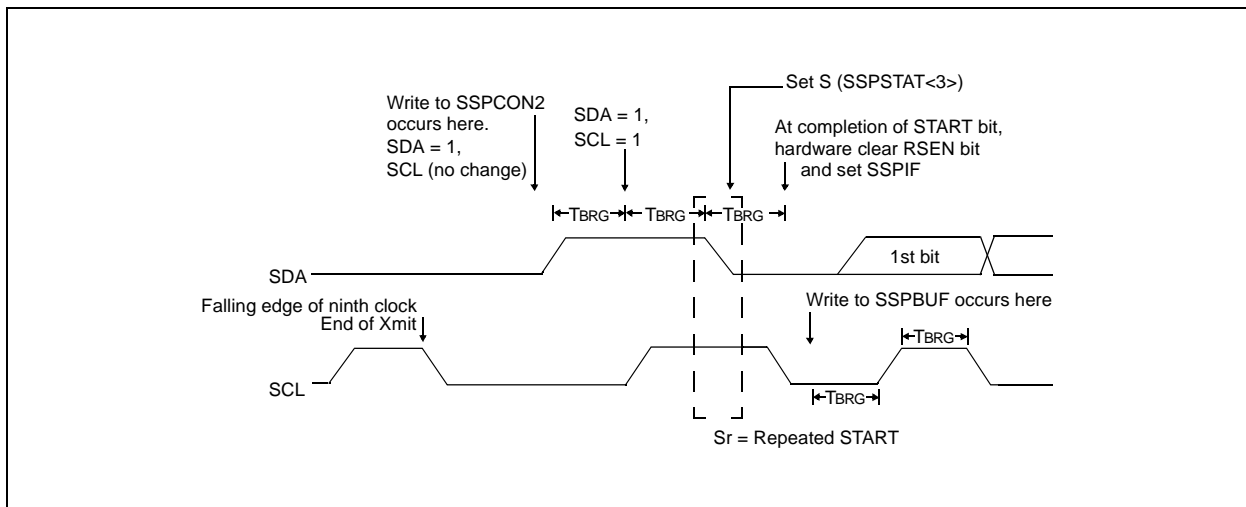 Set S (SSPSTAT<3>)
Write to SSPCON2
occurs here.
SDA = 1,
SCL (no change)
SDA = 1,
SCL = 1
At completion of START bit,
hardware clear RSEN bit
and set SSPIF
TBRG
TBRG
TBRG
SDA
1st bit
Falling edge of ninth clock
End of Xmit
Write to SSPBUF occurs here
TBRG
SCL
TBRG
Sr = Repeated START